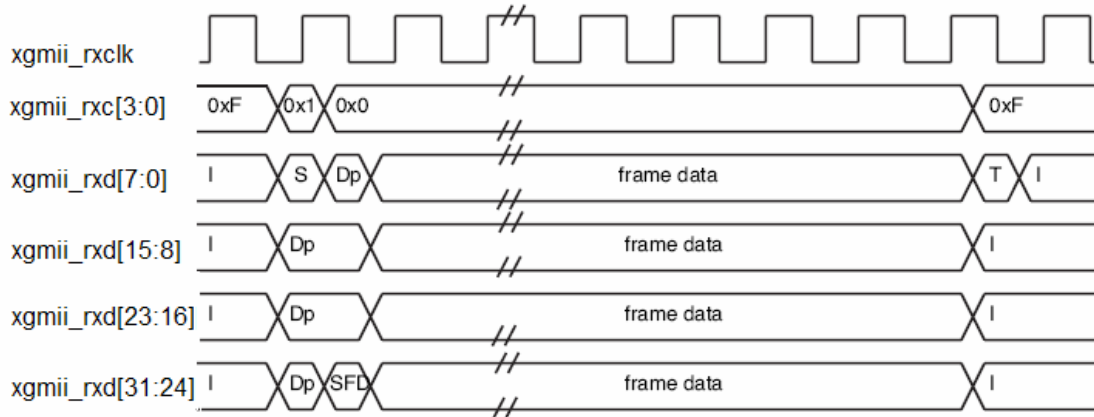 xgmii_rxclk
xgmii_rxc[3:0] 0xF 0x1 0x0 0xF
xgmii_rxd[7:0] I S Dp frame data T I
xgmii_rxd[15:8] I Dp frame data I
xgmii_rxd[23:16] I Dp frame data I
xgmii_rxd[31:24] I Dp SFD frame data I